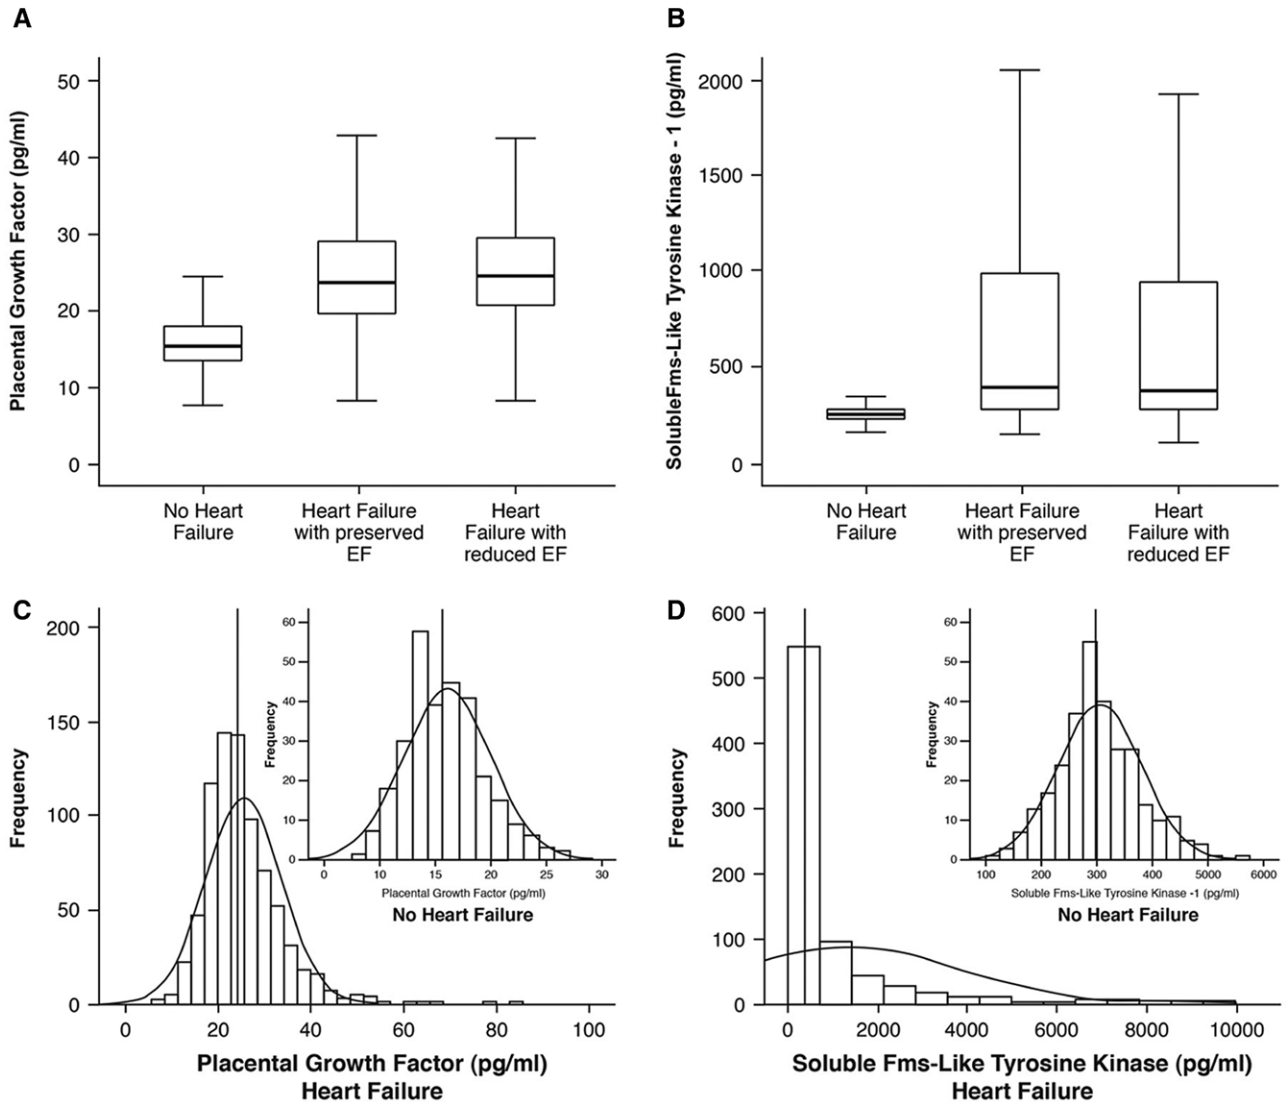 A
Placental Growth Factor (pg/ml)
50
40
30
20
10
0
No Heart
Failure
Heart Failure
with preserved
EF
Heart
Failure with
reduced EF
B
SolubleFms-Like Tyrosine Kinase - 1 (pg/ml)
2000
1500
1000
500
0
No Heart
Failure
Heart Failure
with preserved
EF
Heart
Failure with
reduced EF
C
Frequency
200
150
100
50
0
0 20 40 60 80 100
Placental Growth Factor (pg/ml)
Heart Failure
Frequency
60
50
40
30
20
10
0
0 10 15 20 25 30
Placental Growth Factor (pg/ml)
No Heart Failure
D
Frequency
600
500
400
300
200
100
0
0 2000 4000 6000 8000 10000
Soluble Fms-Like Tyrosine Kinase (pg/ml)
Heart Failure
Frequency
60
50
40
30
20
10
0
100 200 300 400 5000 6000
Soluble Fms-Like Tyrosine Kinase -1 (pg/ml)
No Heart Failure